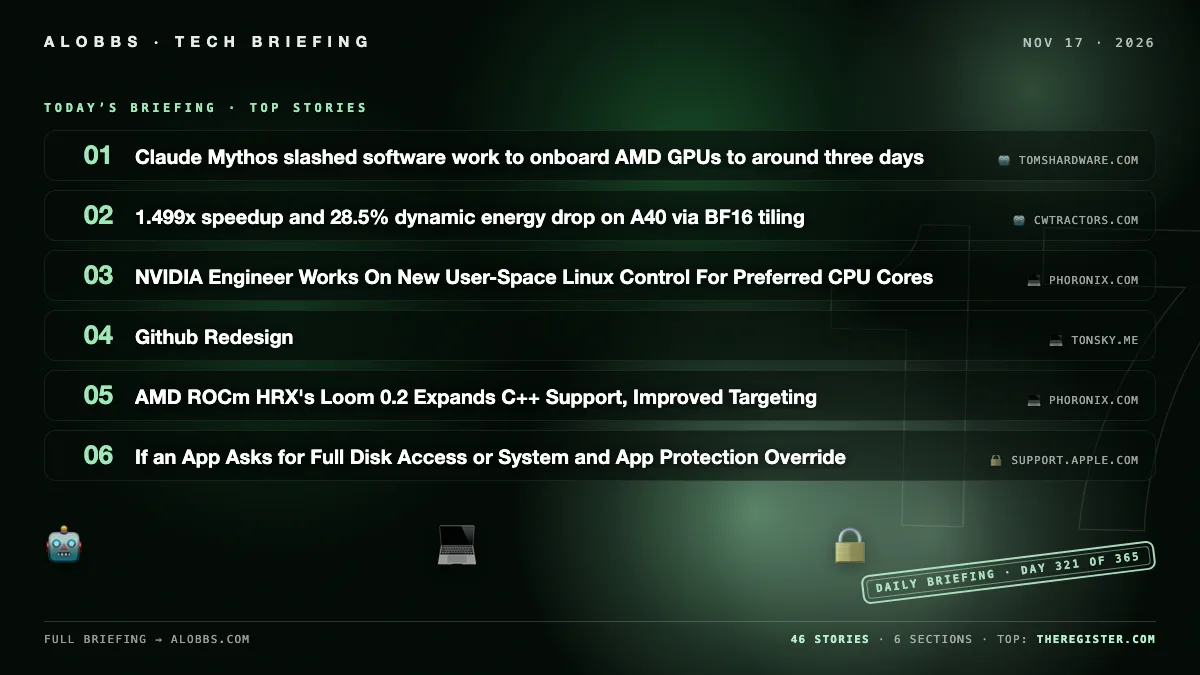 ALOBBS · TECH BRIEFING
NOV 17 · 2026
TODAY’S BRIEFING · TOP STORIES
01 Claude Mythos slashed software work to onboard AMD GPUs to around three days TOMSHARDWARE.COM
02 1.499x speedup and 28.5% dynamic energy drop on A40 via BF16 tiling CWTRACTORS.COM
03 NVIDIA Engineer Works On New User-Space Linux Control For Preferred CPU Cores PHORONIX.COM
04 Github Redesign TONSKY.ME
05 AMD ROCm HRX's Loom 0.2 Expands C++ Support, Improved Targeting PHORONIX.COM
06 If an App Asks for Full Disk Access or System and App Protection Override SUPPORT.APPLE.COM
17
DAILY BRIEFING · DAY 321 OF 365
FULL BRIEFING → ALOBBS.COM
46 STORIES · 6 SECTIONS · TOP: THEREGISTER.COM